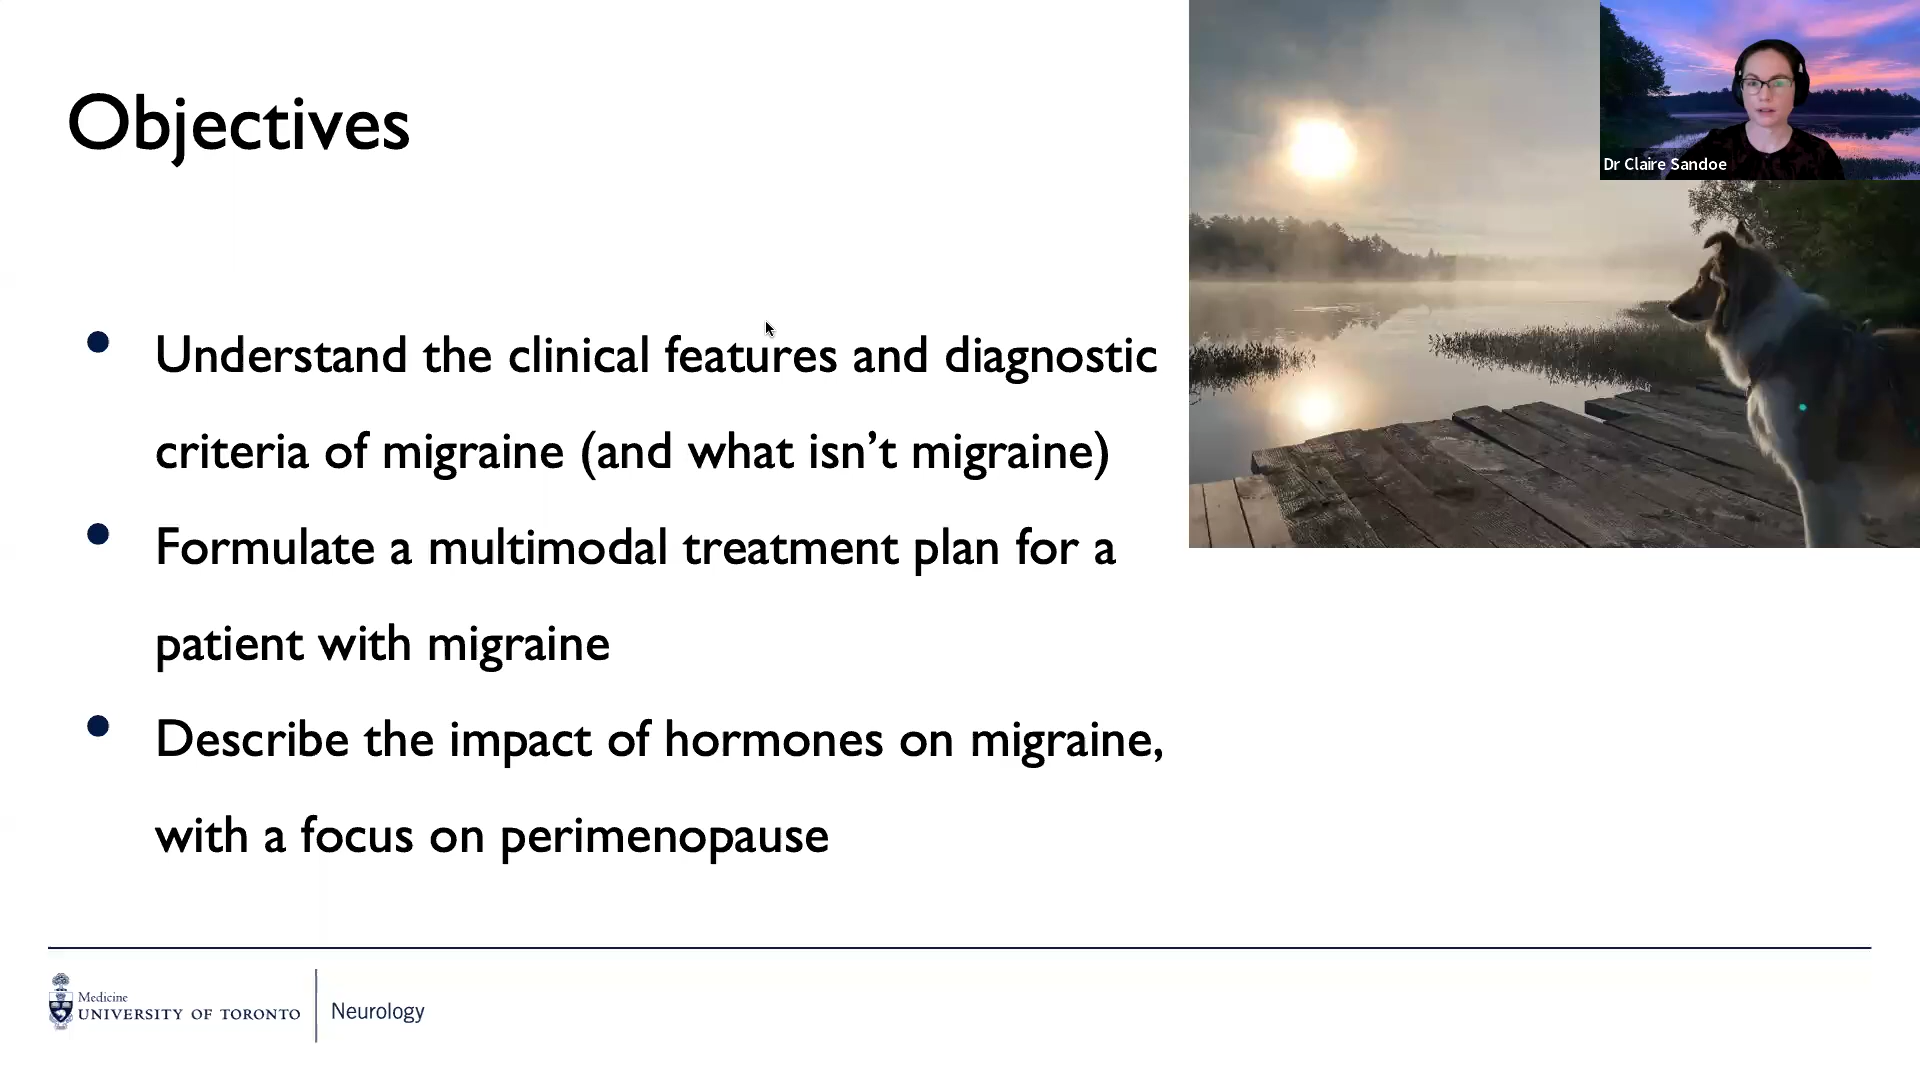 Objectives
Dr Claire Sandoe
• Understand the clinical features and diagnostic
criteria of migraine (and what isn’t migraine)
• Formulate a multimodal treatment plan for a
patient with migraine
• Describe the impact of hormones on migraine,
with a focus on perimenopause
Medicine
UNIVERSITY OF TORONTO
Neurology